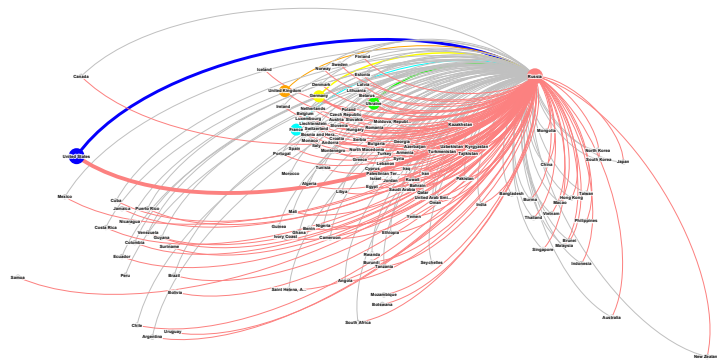 Finland
Sweden
Norway
Iceland
Estonia
Canada
Russia
Denmark
Latvia
Lithuania
United Kingdom
Germany
Belarus
Ukraine
Ireland
Netherlands
Poland
Belgium
Czech Republic
Luxembourg
Austria
Slovakia
Moldova, Republ..
Liechtenstein
Slovenia
Kazakhstan
France
Switzerland
Hungary
Romania
Mongolia
Bosnia and Herz..
Croatia
Serbia
Monaco
Andorra
Bulgaria
Georgia
Italy
Azerbaijan
Uzbekistan
Kyrgyzstan
Spain
Montenegro
North Macedonia
Armenia
Turkmenistan
Tajikistan
North Korea
United States
Portugal
Turkey
Greece
Syria
South Korea
Japan
Lebanon
China
Tunisia
Cyprus
Iraq
Iran
Morocco
Palestinian Ter...
Israel
Jordan
Kuwait
Pakistan
Algeria
Egypt
Bahrain
Libya
Saudi Arabia
Qatar
Bangladesh
Taiwan
Mexico
United Arab Emi...
Hong Kong
Cuba
Oman
Burma
Macao
India
Jamaica
Puerto Rico
Mali
Vietnam
Yemen
Thailand
Nicaragua
Philippines
Costa Rica
Guinea
Benin
Nigeria
Venezuela
Ghana
Ethiopia
Guyana
Ivory Coast
Cameroon
Colombia
Brunei
Suriname
Malaysia
Singapore
Ecuador
Rwanda
Burundi
Seychelles
Indonesia
Tanzania
Samoa
Peru
Brazil
Angola
Saint Helena, A...
Bolivia
Mozambique
Botswana
Australia
Chile
South Africa
Uruguay
Argentina
New Zealand